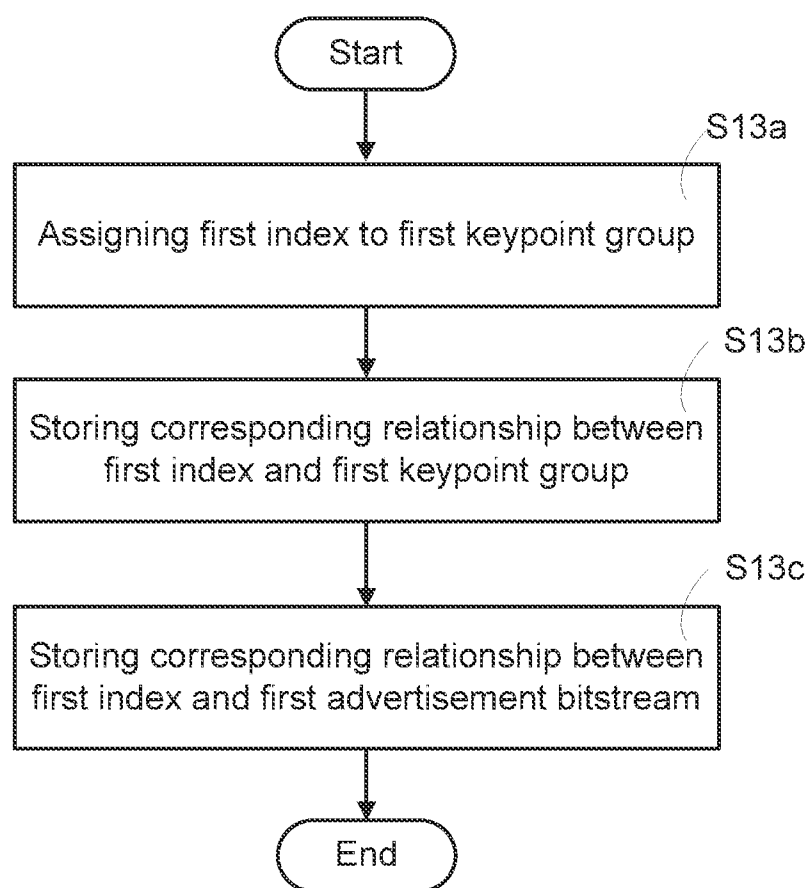 Start
S13a
Assigning first index to first keypoint group
S13b
Storing corresponding relationship between
first index and first keypoint group
S13c
Storing corresponding relationship between
first index and first advertisement bitstream
End